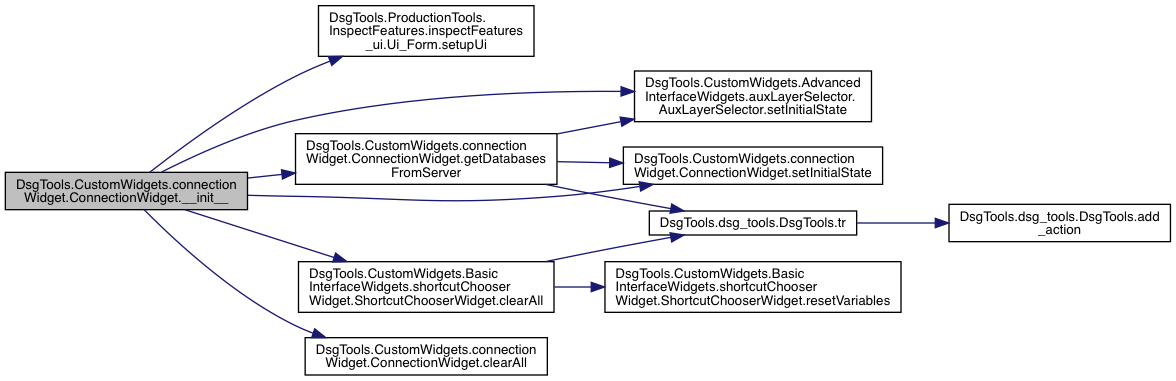 DsgTools.ProductionTools.
InspectFeatures.inspectFeatures
_ui.Ui_Form.setupUi
DsgTools.CustomWidgets.Advanced
InterfaceWidgets.auxLayerSelector.
AuxLayerSelector.setInitialState
DsgTools.CustomWidgets.connection
Widget.ConnectionWidget.getDatabases
FromServer
DsgTools.CustomWidgets.connection
Widget.ConnectionWidget.setInitialState
DsgTools.CustomWidgets.connection
Widget.ConnectionWidget.__init__
DsgTools.dsg_tools.DsgTools.tr
DsgTools.dsg_tools.DsgTools.add
_action
DsgTools.CustomWidgets.Basic
InterfaceWidgets.shortcutChooser
Widget.ShortcutChooserWidget.clearAll
DsgTools.CustomWidgets.Basic
InterfaceWidgets.shortcutChooser
Widget.ShortcutChooserWidget.resetVariables
DsgTools.CustomWidgets.connection
Widget.ConnectionWidget.clearAll